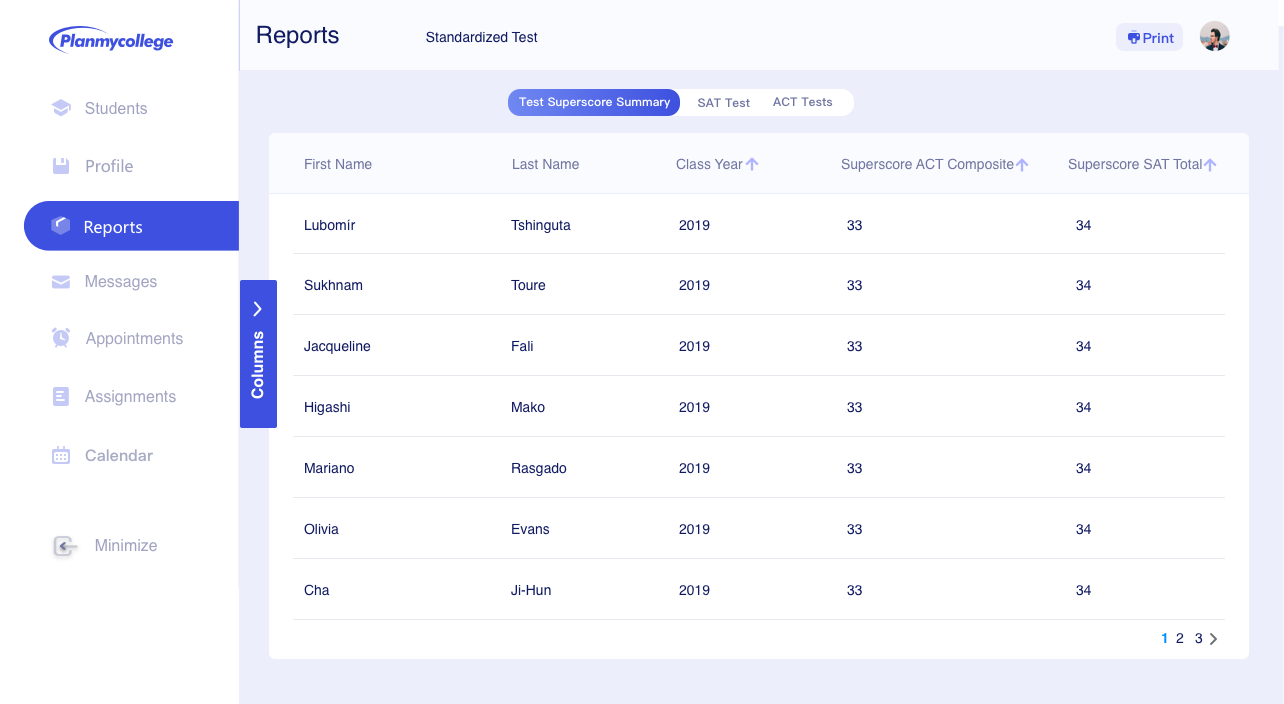 Planmycollege
Students
Profile
Reports
Messages
Appointments
Assignments
Calendar
Minimize
Reports
Standardized Test
Print
Test Superscore Summary
SAT Test
ACT Tests
Columns
First Name Last Name Class Year Superscore ACT Composite Superscore SAT Total
Lubomír Tshinguta 2019 33 34
Sukhnam Toure 2019 33 34
Jacqueline Fali 2019 33 34
Higashi Mako 2019 33 34
Mariano Rasgado 2019 33 34
Olivia Evans 2019 33 34
Cha Ji-Hun 2019 33 34
1 2 3